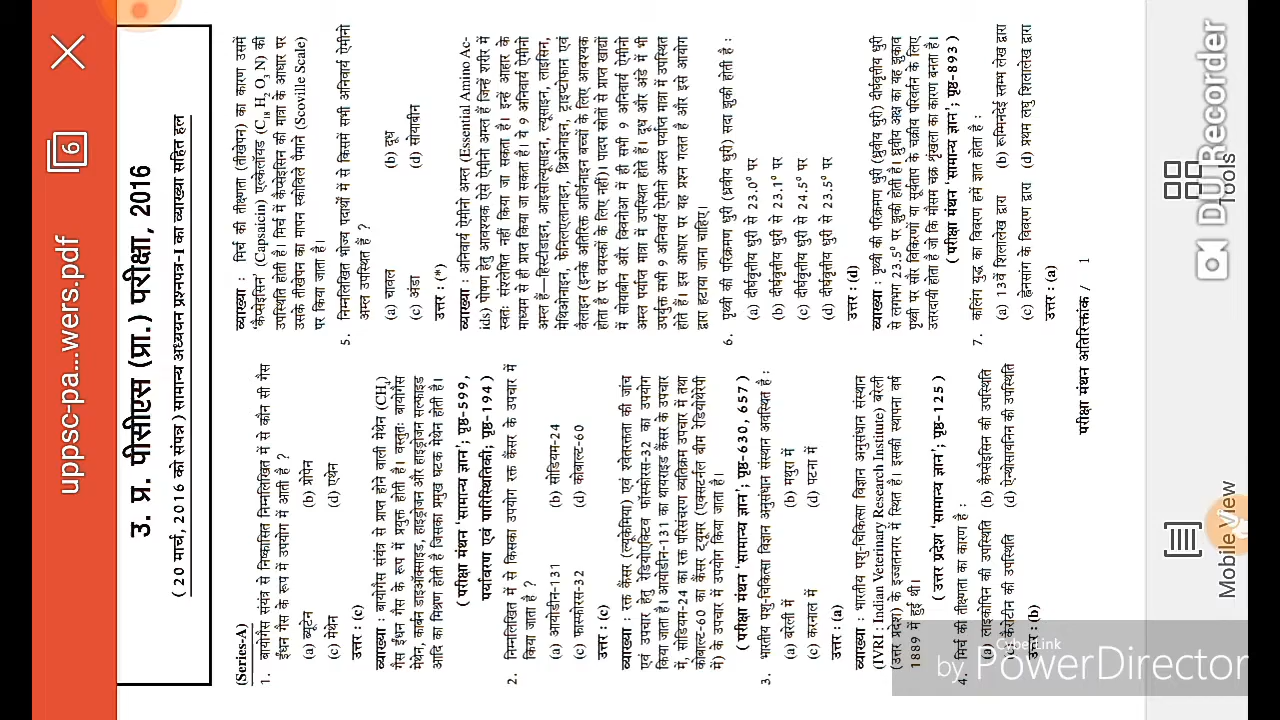 uppsc-pa...wers.pdf
6
उ. प्र. पीसीएस (प्रा.) परीक्षा, 2016
( 20 मार्च, 2016 को संपन्न ) सामान्य अध्ययन प्रश्नपत्र-I का व्याख्या सहित हल
(Series-A)
1. बायोगैस संयंत्र से निष्कासित निम्नलिखित में से कौन सी गैस
ईंधन गैस के रूप में उपयोग में आती है ?
(a) ब्यूटेन (b) प्रोपेन
(c) मेथेन (d) एथेन
उत्तर : (c)
व्याख्या : बायोगैस संयंत्र से प्राप्त होने वाली मेथेन (CH4)
गैस ईंधन गैस के रूप में प्रयुक्त होती है। वस्तुतः बायोगैस
मेथेन, कार्बन डाइऑक्साइड, हाइड्रोजन और हाइड्रोजन सल्फाइड
आदि का मिश्रण होती है जिसका प्रमुख घटक मेथेन होती है।
( परीक्षा मंथन 'सामान्य ज्ञान'; पृष्ठ-599,
पर्यावरण एवं पारिस्थितिकी; पृष्ठ-194 )
2. निम्नलिखित में से किसका उपयोग रक्त कैंसर के उपचार में
किया जाता है ?
(a) आयोडीन-131 (b) सोडियम-24
(c) फास्फोरस-32 (d) कोबाल्ट-60
उत्तर : (c)
व्याख्या : रक्त कैंसर (ल्यूकेमिया) एवं श्वेतरक्तता की जांच
एवं उपचार हेतु रेडियोएक्टिव फॉस्फोरस-32 का उपयोग
किया जाता है। आयोडीन-131 का थायराइड कैंसर के उपचार
में, सोडियम-24 का रक्त परिसंचरण व्यतिक्रम उपचार में तथा
कोबाल्ट-60 का कैंसर ट्यूमर (एक्सटर्नल बीम रेडियोथेरेपी
में) के उपचार में उपयोग किया जाता है।
( परीक्षा मंथन 'सामान्य ज्ञान'; पृष्ठ-630, 657 )
3. भारतीय पशु-चिकित्सा विज्ञान अनुसंधान संस्थान अवस्थित है :
(a) बरेली में (b) मथुरा में
(c) करनाल में (d) पटना में
उत्तर : (a)
व्याख्या : भारतीय पशु-चिकित्सा विज्ञान अनुसंधान संस्थान
(IVRI : Indian Veterinary Research Institute) बरेली
(उत्तर प्रदेश) के इज्जतनगर में स्थित है। इसकी स्थापना वर्ष
1889 में हुई थी।
( उत्तर प्रदेश 'सामान्य ज्ञान'; पृष्ठ-125 )
4. मिर्च की तीक्ष्णता का कारण है :
(a) लाइकोपिन की उपस्थिति (b) कैप्सैइसिन की उपस्थिति
(c) कैरोटीन की उपस्थिति (d) ऐन्थोसायनिन की उपस्थिति
उत्तर : (b)
व्याख्या : मिर्च की तीक्ष्णता (तीखेपन) का कारण उसमें
'कैप्सेइसिन' (Capsaicin) एल्केलॉयड (C18 H2 O3 N) की
उपस्थिति होती है। मिर्च में कैप्सेइसिन की मात्रा के आधार पर
उसके तीखेपन का मापन स्कोविले पैमाने (Scoville Scale)
पर किया जाता है।
5. निम्नलिखित भोज्य पदार्थों में से किसमें सभी अनिवार्य ऐमीनो
अम्ल उपस्थित हैं ?
(a) चावल (b) दूध
(c) अंडा (d) सोयाबीन
उत्तर : (*)
व्याख्या : अनिवार्य ऐमीनो अम्ल (Essential Amino Ac-
ids) पोषण हेतु आवश्यक ऐसे ऐमीनो अम्ल हैं जिन्हें शरीर में
स्वतः संश्लेषित नहीं किया जा सकता है। इन्हें आहार के
माध्यम से ही प्राप्त किया जा सकता है। ये 9 अनिवार्य ऐमीनो
अम्ल हैं—हिस्टीडाइन, आइसोल्यूसाइन, ल्यूसाइन, लाइसिन,
मेथिओनाइन, फेनिलएलानाइन, थ्रिओनाइन, ट्राइप्टोफान एवं
वैलाइन (इनके अतिरिक्त आर्जिनाइन बच्चों के लिए आवश्यक
होता है पर वयस्कों के लिए नहीं)। पादप स्रोतों से प्राप्त खाद्यों
में सोयाबीन और क्विनोआ में ही सभी 9 अनिवार्य ऐमीनो
अम्ल पर्याप्त मात्रा में उपस्थित होते हैं। दूध और अंडे में भी
उपर्युक्त सभी 9 अनिवार्य ऐमीनो अम्ल पर्याप्त मात्रा में उपस्थित
होते हैं। इस आधार पर यह प्रश्न गलत है और इसे आयोग
द्वारा हटाया जाना चाहिए।
6. पृथ्वी की परिक्रमण धुरी (ध्रवीय धुरी) सदा झुकी होती है :
(a) दीर्घवृत्तीय धुरी से 23.0° पर
(b) दीर्घवृत्तीय धुरी से 23.1° पर
(c) दीर्घवृत्तीय धुरी से 24.5° पर
(d) दीर्घवृत्तीय धुरी से 23.5° पर
उत्तर : (d)
व्याख्या : पृथ्वी की परिक्रमण धुरी (ध्रुवीय धुरी) दीर्घवृत्तीय धुरी
से लगभग 23.5° पर झुकी होती है। ध्रुवीय अक्ष का यह झुकाव
पृथ्वी पर सौर विकिरणों या सूर्यताप के चक्रीय परिवर्तन के लिए
उत्तरदायी होता है जो कि मौसम चक्र शृंखलता का कारण बनता है।
( परीक्षा मंथन 'सामान्य ज्ञान'; पृष्ठ-893 )
7. कलिंग युद्ध का विवरण हमें ज्ञात होता है :
(a) 13वें शिलालेख द्वारा (b) रूम्मिनदेई स्तम्भ लेख द्वारा
(c) ह्वेनसांग के विवरण द्वारा (d) प्रथम लघु शिलालेख द्वारा
उत्तर : (a)
परीक्षा मंथन अतिरिक्तांक / 1
Mobile View
Tools
DU Recorder
CyberLink
by PowerDirector